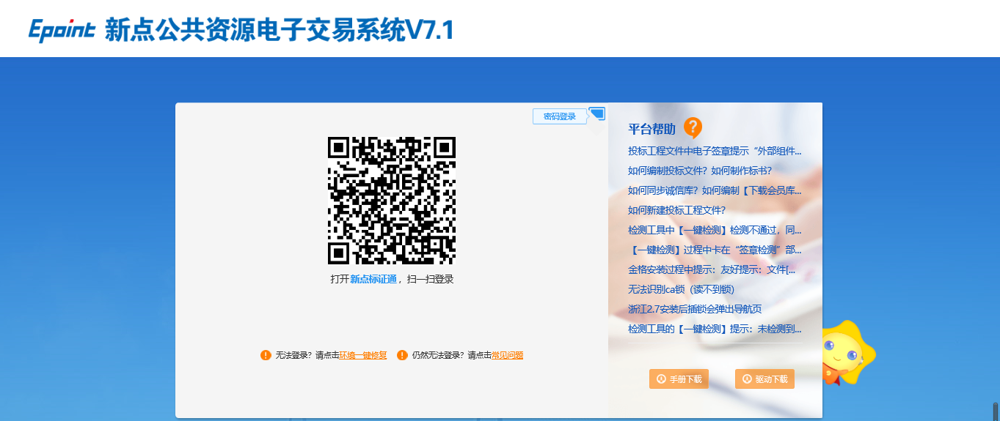 Epoint 新点公共资源电子交易系统V7.1
密码登录
打开新点标证通，扫一扫登录
无法登录？请点击环境一键修复 仍然无法登录？请点击常见问题
平台帮助
投标工程文件中电子签章提示“外部组件...
如何编制投标文件？如何制作标书？
如何同步诚信库？如何编制【下载会员库...
如何新建投标工程文件？
检测工具中【一键检测】检测不通过，同...
【一键检测】过程中卡在“签章检测”部...
金格安装过程中提示：友好提示：文件[...
无法识别ca锁（读不到锁）
浙江2.7安装后插锁会弹出导航页
检测工具的【一键检测】提示：未检测到...
手册下载 驱动下载